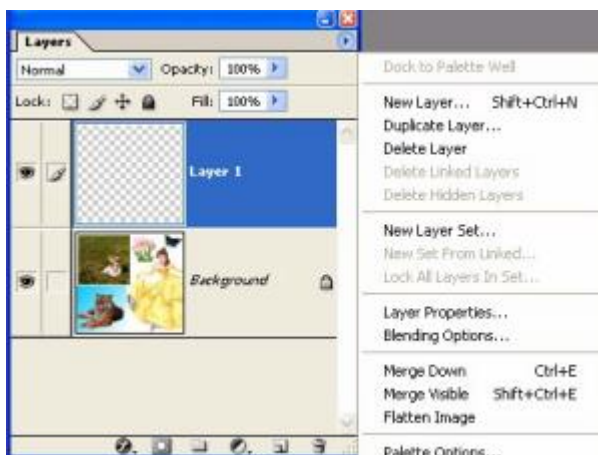 Layers
Normal Opacity: 100%
Lock: Fill: 100%
Layer 1
Background
Dock to Palette Well
New Layer... Shift+Ctrl+N
Duplicate Layer...
Delete Layer
Delete Linked Layers
Delete Hidden Layers
New Layer Set...
New Set From Linked...
Lock All Layers In Set...
Layer Properties...
Blending Options...
Merge Down Ctrl+E
Merge Visible Shift+Ctrl+E
Flatten Image
Palette Options...